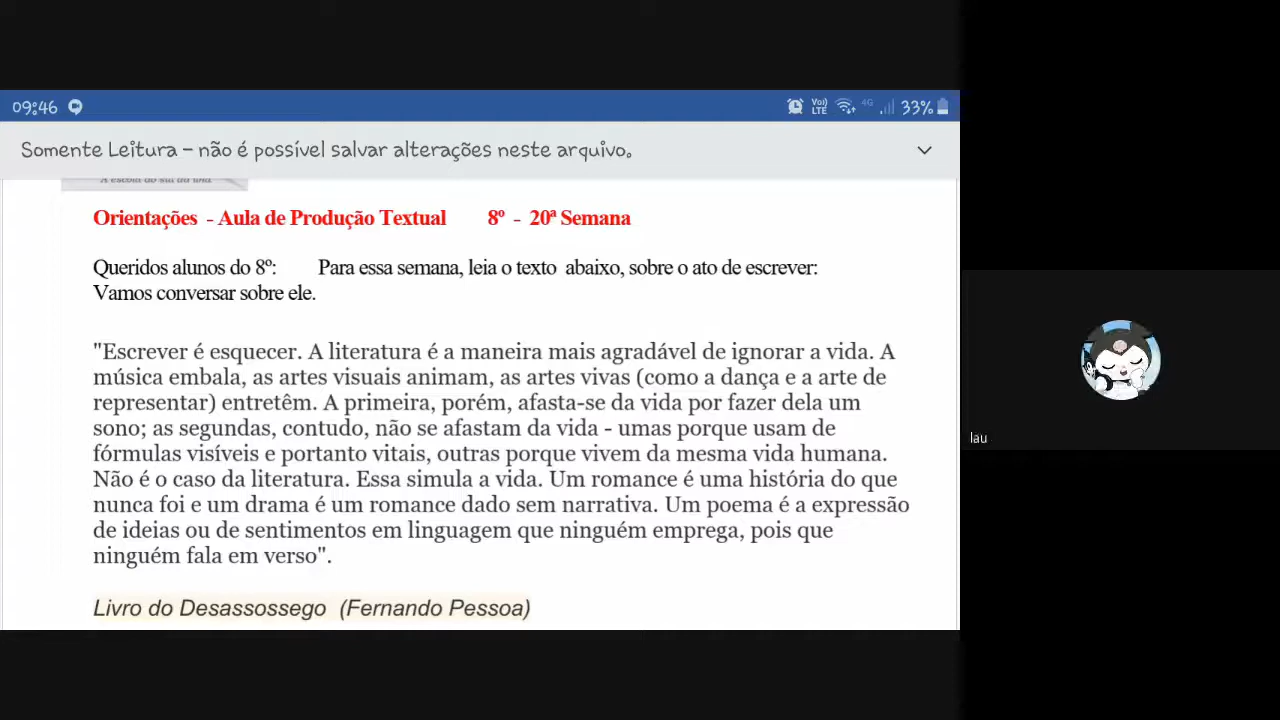 09:46
VoLTE 4G 33%
Somente Leitura – não é possível salvar alterações neste arquivo.
A escola do sul da ilha
Orientações - Aula de Produção Textual 8º - 20ª Semana
Queridos alunos do 8º: Para essa semana, leia o texto abaixo, sobre o ato de escrever:
Vamos conversar sobre ele.
"Escrever é esquecer. A literatura é a maneira mais agradável de ignorar a vida. A
música embala, as artes visuais animam, as artes vivas (como a dança e a arte de
representar) entretêm. A primeira, porém, afasta-se da vida por fazer dela um
sono; as segundas, contudo, não se afastam da vida - umas porque usam de
fórmulas visíveis e portanto vitais, outras porque vivem da mesma vida humana.
Não é o caso da literatura. Essa simula a vida. Um romance é uma história do que
nunca foi e um drama é um romance dado sem narrativa. Um poema é a expressão
de ideias ou de sentimentos em linguagem que ninguém emprega, pois que
ninguém fala em verso".
Livro do Desassossego (Fernando Pessoa)
lau